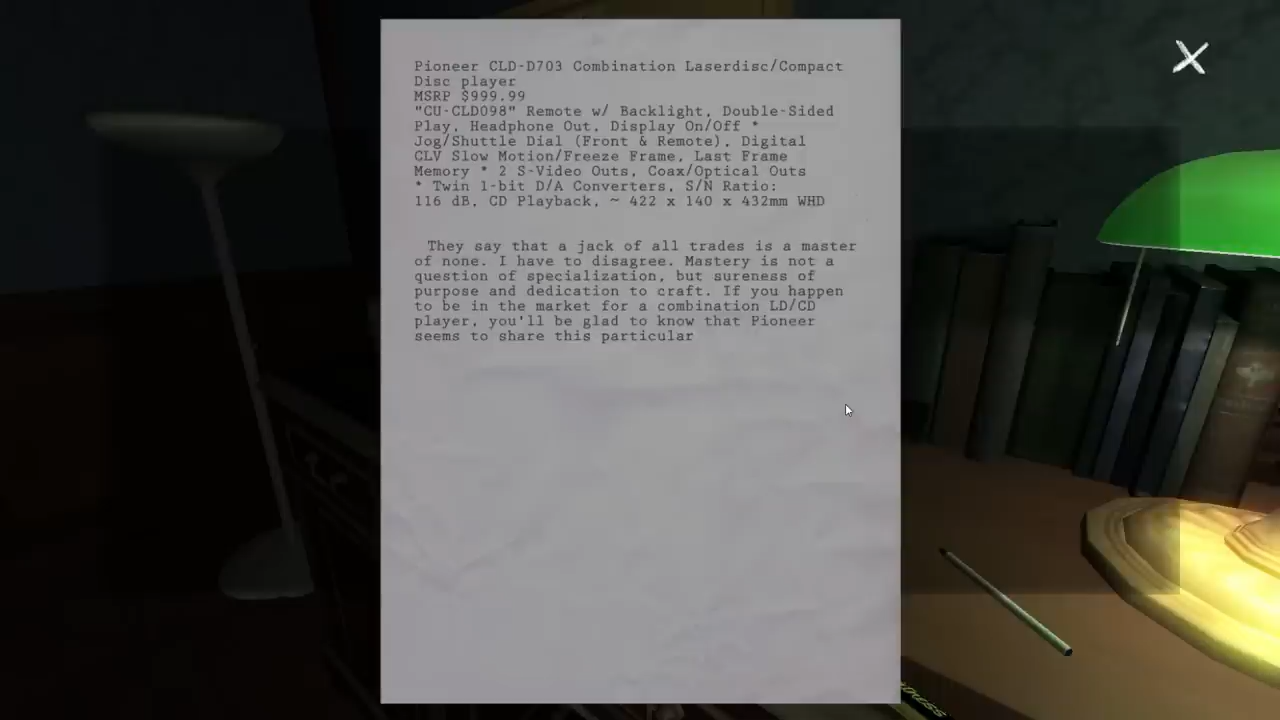 Pioneer CLD-D703 Combination Laserdisc/Compact
Disc player
MSRP $999.99
"CU-CLD098" Remote w/ Backlight, Double-Sided
Play, Headphone Out, Display On/Off *
Jog/Shuttle Dial (Front & Remote), Digital
CLV Slow Motion/Freeze Frame, Last Frame
Memory * 2 S-Video Outs, Coax/Optical Outs
* Twin 1-bit D/A Converters, S/N Ratio:
116 dB, CD Playback, ~ 422 x 140 x 432mm WHD
They say that a jack of all trades is a master
of none. I have to disagree. Mastery is not a
question of specialization, but sureness of
purpose and dedication to craft. If you happen
to be in the market for a combination LD/CD
player, you'll be glad to know that Pioneer
seems to share this particular